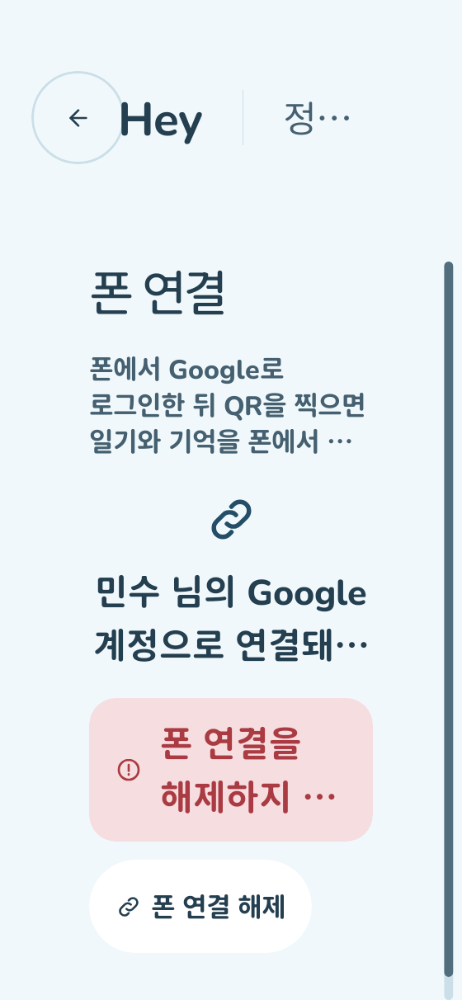 Hey
정…
폰 연결
폰에서 Google로
로그인한 뒤 QR을 찍으면
일기와 기억을 폰에서 …
민수 님의 Google
계정으로 연결돼…
폰 연결을
해제하지 …
폰 연결 해제